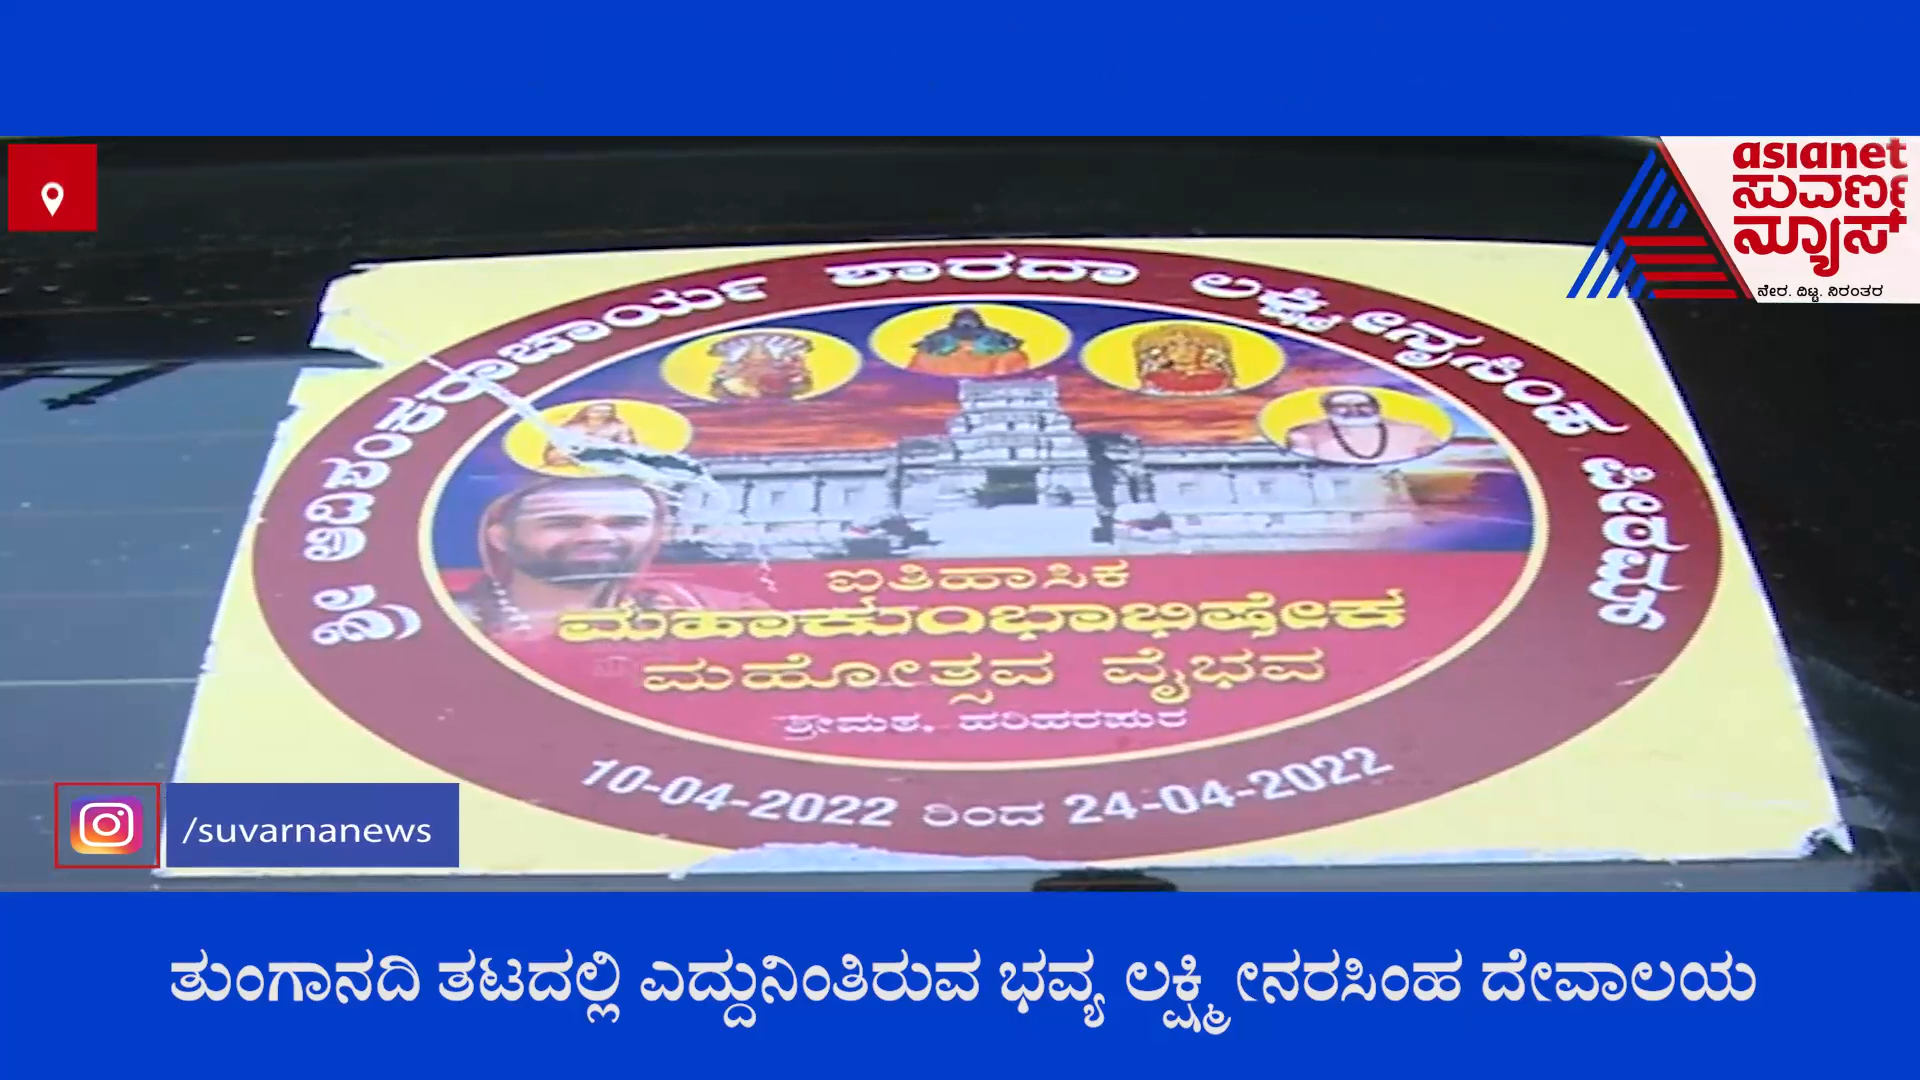 asianet
ಸುವರ್ಣ
ನ್ಯೂಸ್
ನೇರ. ದಿಟ್ಟ. ನಿರಂತರ
ಶ್ರೀ ಆದಿಶಂಕರಾಚಾರ್ಯ ಶಾರದಾ ಲಕ್ಷ್ಮೀನೃಸಿಂಹ ಪೀಠಮ್
ಐತಿಹಾಸಿಕ
ಮಹಾಕುಂಭಾಭಿಷೇಕ
ಮಹೋತ್ಸವ ವೈಭವ
ಶ್ರೀಮಠ, ಹರಿಹರಪುರ
10-04-2022 ರಿಂದ 24-04-2022
/suvarnanews
ತುಂಗಾನದಿ ತಟದಲ್ಲಿ ಎದ್ದುನಿಂತಿರುವ ಭವ್ಯ ಲಕ್ಷ್ಮೀನರಸಿಂಹ ದೇವಾಲಯ